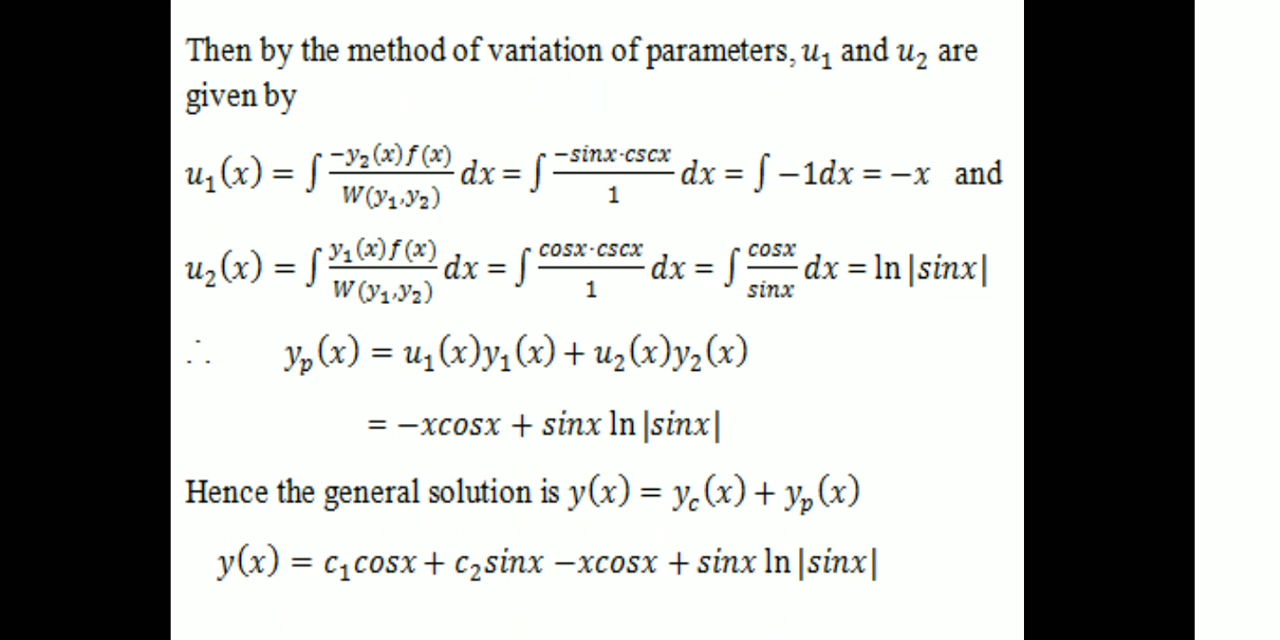 Then by the method of variation of parameters, u₁ and u₂ are
given by
u₁(x) = ∫ −y₂(x)f(x)/W(y₁,y₂) dx = ∫ −sinx·cscx/1 dx = ∫ −1dx = −x and
u₂(x) = ∫ y₁(x)f(x)/W(y₁,y₂) dx = ∫ cosx·cscx/1 dx = ∫ cosx/sinx dx = ln|sinx|
∴ yₚ(x) = u₁(x)y₁(x) + u₂(x)y₂(x)
= −xcosx + sinx ln|sinx|
Hence the general solution is y(x) = y_c(x) + yₚ(x)
y(x) = c₁cosx + c₂sinx −xcosx + sinx ln|sinx|